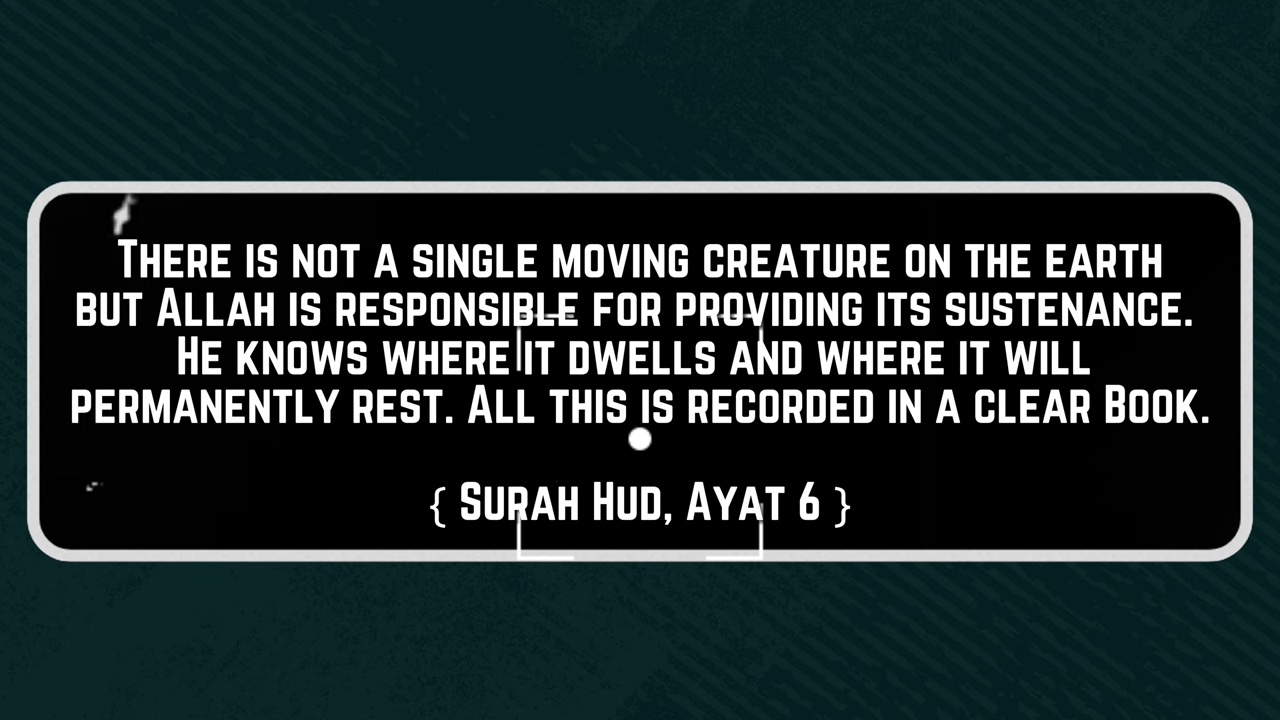 There is not a single moving creature on the earth
but Allah is responsible for providing its sustenance.
He knows where it dwells and where it will
permanently rest. All this is recorded in a clear Book.
{ Surah Hud, Ayat 6 }